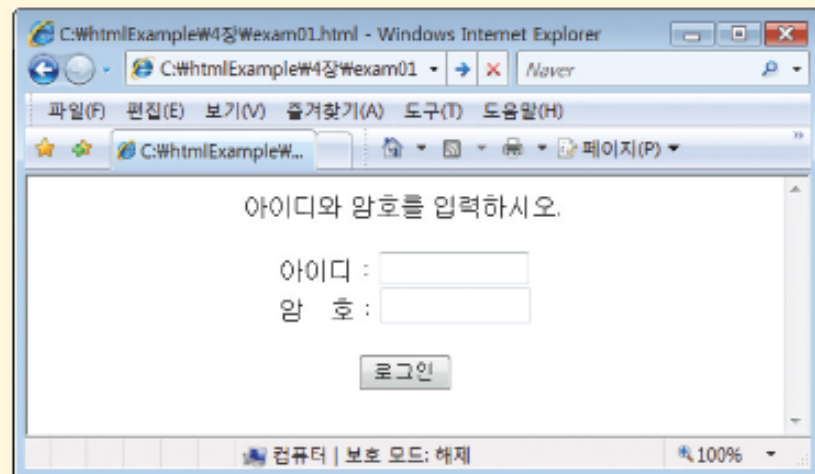 C:\htmlExample\4장\exam01.html - Windows Internet Explorer
C:\htmlExample\4장\exam01 Naver
파일(F) 편집(E) 보기(V) 즐겨찾기(A) 도구(T) 도움말(H)
C:\htmlExample\... 페이지(P)
아이디와 암호를 입력하시오.
아이디 :
암 호 :
로그인
컴퓨터 | 보호 모드: 해제 100%